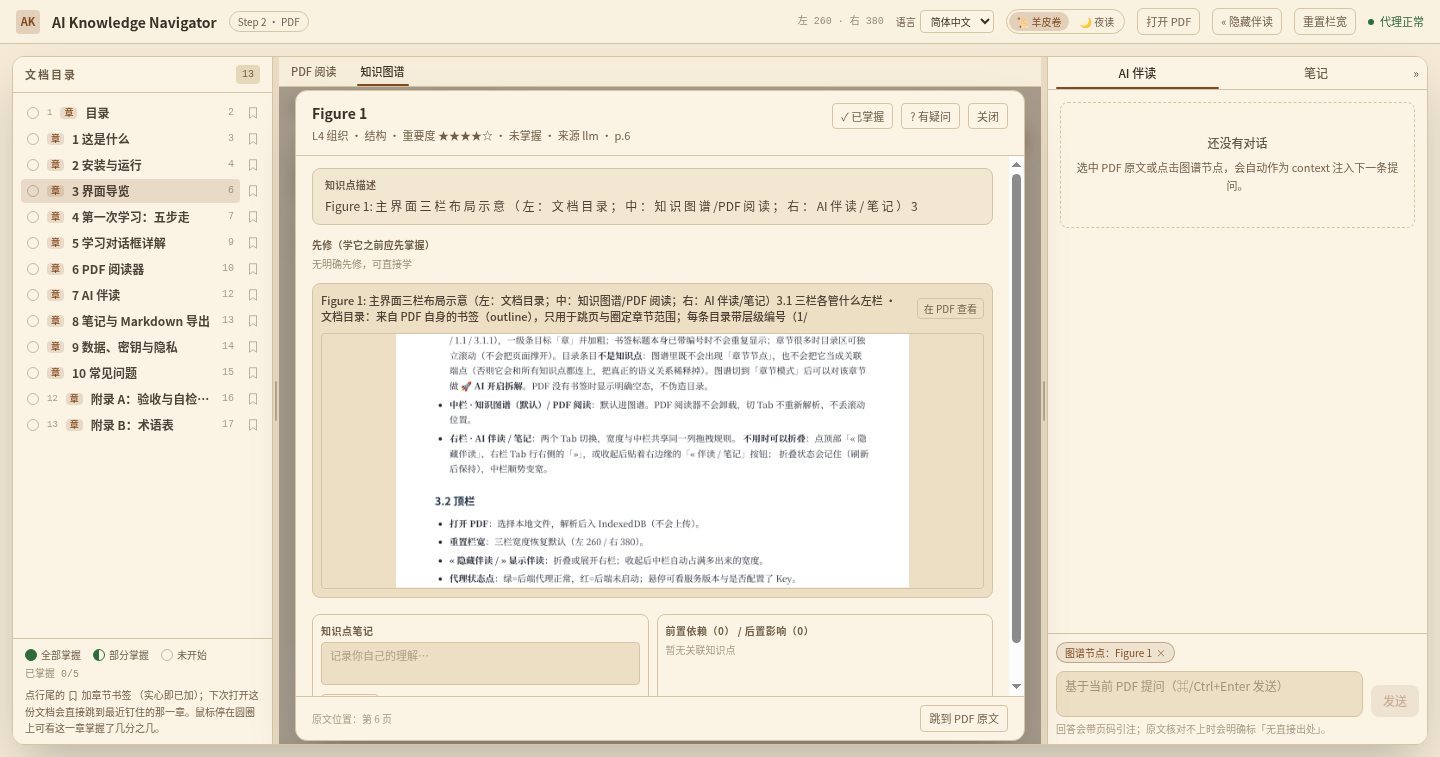 AK AI Knowledge Navigator Step 2 · PDF 左 260 · 右 380 语言 简体中文 📜 羊皮卷 🌙 夜读 打开 PDF « 隐藏伴读 重置栏宽 代理正常
文档目录 13
1 章 目录 2
章 1 这是什么 3
章 2 安装与运行 4
章 3 界面导览 6
章 4 第一次学习：五步走 7
章 5 学习对话框详解 9
章 6 PDF 阅读器 10
章 7 AI 伴读 12
章 8 笔记与 Markdown 导出 13
章 9 数据、密钥与隐私 14
章 10 常见问题 15
12 章 附录 A：验收与自检⋯ 16
13 章 附录 B：术语表 17
全部掌握 部分掌握 未开始
已掌握 0/5
点行尾的 口 加章节书签 （实心即已加）；下次打开这
份文档会直接跳到最近钉住的那一章。鼠标停在圆圈
上可看这一章掌握了几分之几。
PDF 阅读 知识图谱
Figure 1 ✓ 已掌握 ? 有疑问 关闭
L4 组织 · 结构 · 重要度 ★★★★☆ · 未掌握 · 来源 llm · p.6
知识点描述
Figure 1: 主 界 面 三 栏 布 局 示 意 （ 左： 文 档 目 录； 中： 知 识 图 谱 /PDF 阅 读； 右： AI 伴 读 / 笔 记 ） 3
先修（学它之前应先掌握）
无明确先修，可直接学
Figure 1: 主界面三栏布局示意（左：文档目录；中：知识图谱/PDF 阅读；右：AI 伴读/笔记）3.1 三栏各管什么左栏 ·
文档目录：来自 PDF 自身的书签（outline），只用于跳页与圈定章节范围；每条目录带层级编号（1/
在 PDF 查看
/ 1.1 / 3.1.1），一级条目标「章」并加粗；书签标题本身已带编号时不会重复显示；章节很多时目录区可独
立滚动（不会把页面撑开）。目录条目不是知识点：图谱里既不会出现「章节节点」，也不会把它当成关联
端点（否则它会和所有知识点都连上，把真正的语义关系稀释掉）。图谱切到「章节模式」后可以对该章节
做 🚀 AI 开启拆解。PDF 没有书签时显示明确空态，不伪造目录。
• 中栏 · 知识图谱（默认）/ PDF 阅读：默认进图谱。PDF 阅读器不会卸载，切 Tab 不重新解析、不丢滚动
位置。
• 右栏 · AI 伴读 / 笔记：两个 Tab 切换，宽度与中栏共享同一列拖拽规则。 不用时可以折叠：点顶部「« 隐
藏伴读」、右栏 Tab 行右侧的「»」，或收起后贴着右边缘的「« 伴读 / 笔记」按钮； 折叠状态会记住（刷新
后保持），中栏顺势变宽。
3.2 顶栏
• 打开 PDF：选择本地文件，解析后入 IndexedDB（不会上传）。
• 重置栏宽：三栏宽度恢复默认（左 260 / 右 380）。
• « 隐藏伴读 / » 显示伴读：折叠或展开右栏；收起后中栏自动占满多出来的宽度。
• 代理状态点：绿=后端代理正常，红=后端未启动；悬停可看服务版本与是否配置了 Key。
知识点笔记
记录你自己的理解⋯
前置依赖（0） / 后置影响（0）
暂无关联知识点
原文位置：第 6 页 跳到 PDF 原文
AI 伴读 笔记 »
还没有对话
选中 PDF 原文或点击图谱节点，会自动作为 context 注入下一条提
问。
图谱节点：Figure 1 ×
基于当前 PDF 提问（⌘/Ctrl+Enter 发送）
发送
回答会带页码引注；原文核对不上时会明确标「无直接出处」。